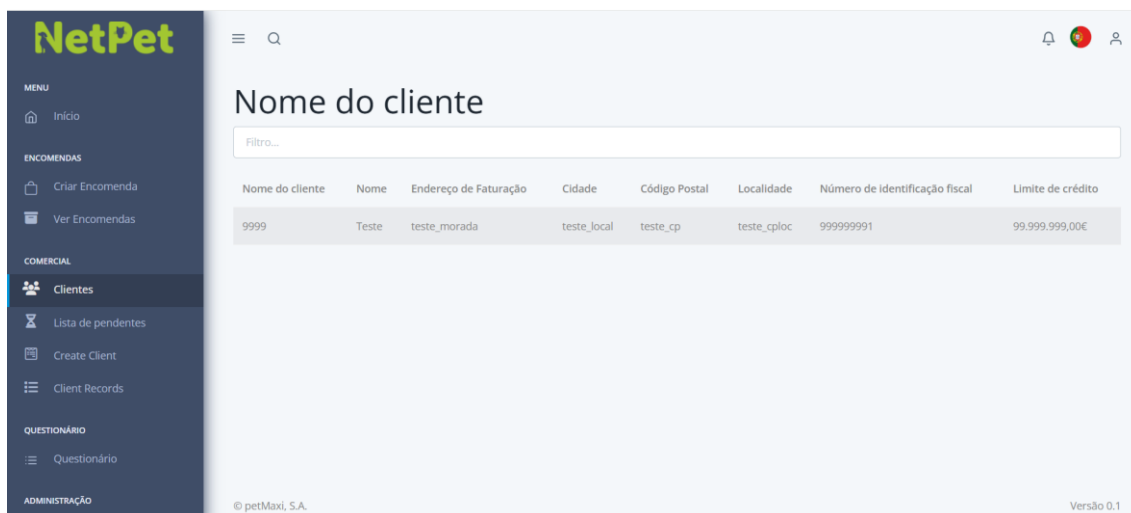 NetPet
MENU
Início
ENCOMENDAS
Criar Encomenda
Ver Encomendas
COMERCIAL
Clientes
Lista de pendentes
Create Client
Client Records
QUESTIONÁRIO
Questionário
ADMINISTRAÇÃO
Nome do cliente
Filtro...
Nome do cliente Nome Endereço de Faturação Cidade Código Postal Localidade Número de identificação fiscal Limite de crédito
9999 Teste teste_morada teste_local teste_cp teste_cploc 999999991 99.999.999,00€
© petMaxi, S.A. Versão 0.1